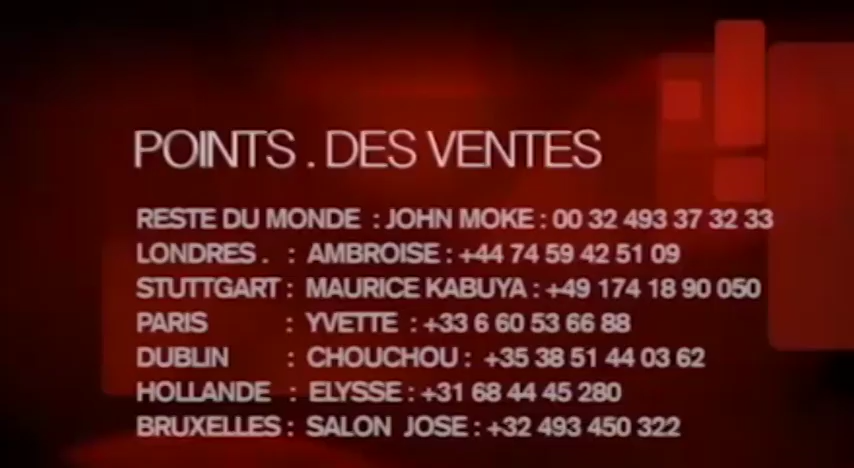 POINTS . DES VENTES
RESTE DU MONDE : JOHN MOKE : 00 32 493 37 32 33
LONDRES . : AMBROISE : +44 74 59 42 51 09
STUTTGART : MAURICE KABUYA : +49 174 18 90 050
PARIS : YVETTE : +33 6 60 53 66 88
DUBLIN : CHOUCHOU : +35 38 51 44 03 62
HOLLANDE : ELYSSE : +31 68 44 45 280
BRUXELLES : SALON JOSE : +32 493 450 322